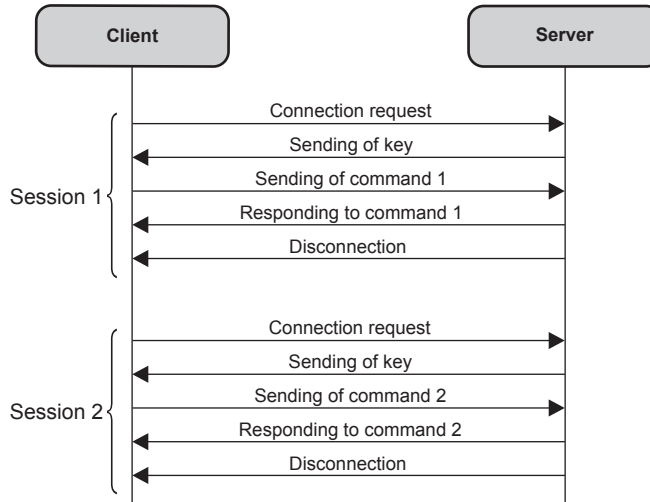 Client
Server
Connection request
Sending of key
Session 1
Sending of command 1
Responding to command 1
Disconnection
Connection request
Sending of key
Session 2
Sending of command 2
Responding to command 2
Disconnection